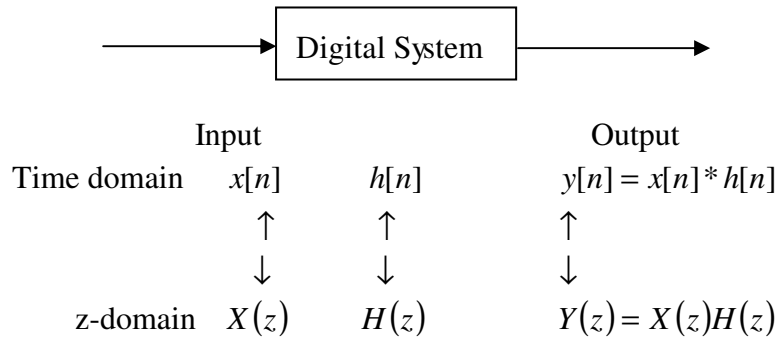 Digital System
Input Output
Time domain x[n] h[n] y[n] = x[n] * h[n]
↑ ↑ ↑
↓ ↓ ↓
z-domain X(z) H(z) Y(z) = X(z)H(z)